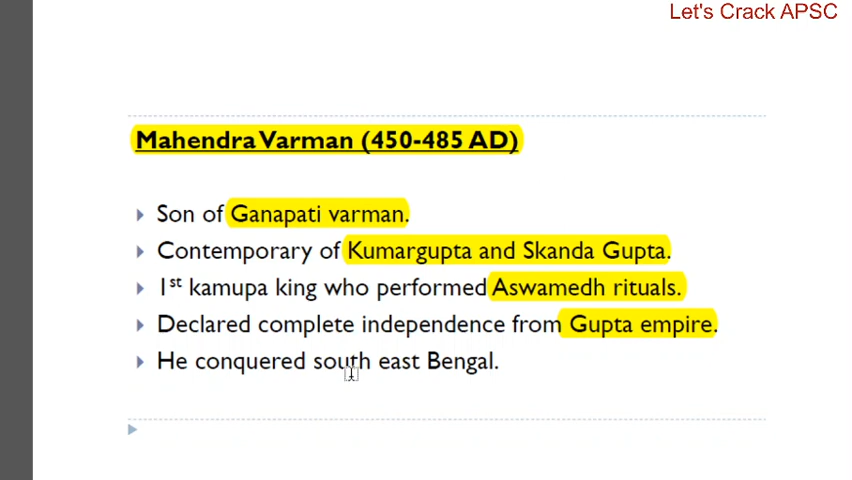 Let's Crack APSC
Mahendra Varman (450-485 AD)
Son of Ganapati varman.
Contemporary of Kumargupta and Skanda Gupta.
1st kamupa king who performed Aswamedh rituals.
Declared complete independence from Gupta empire.
He conquered south east Bengal.